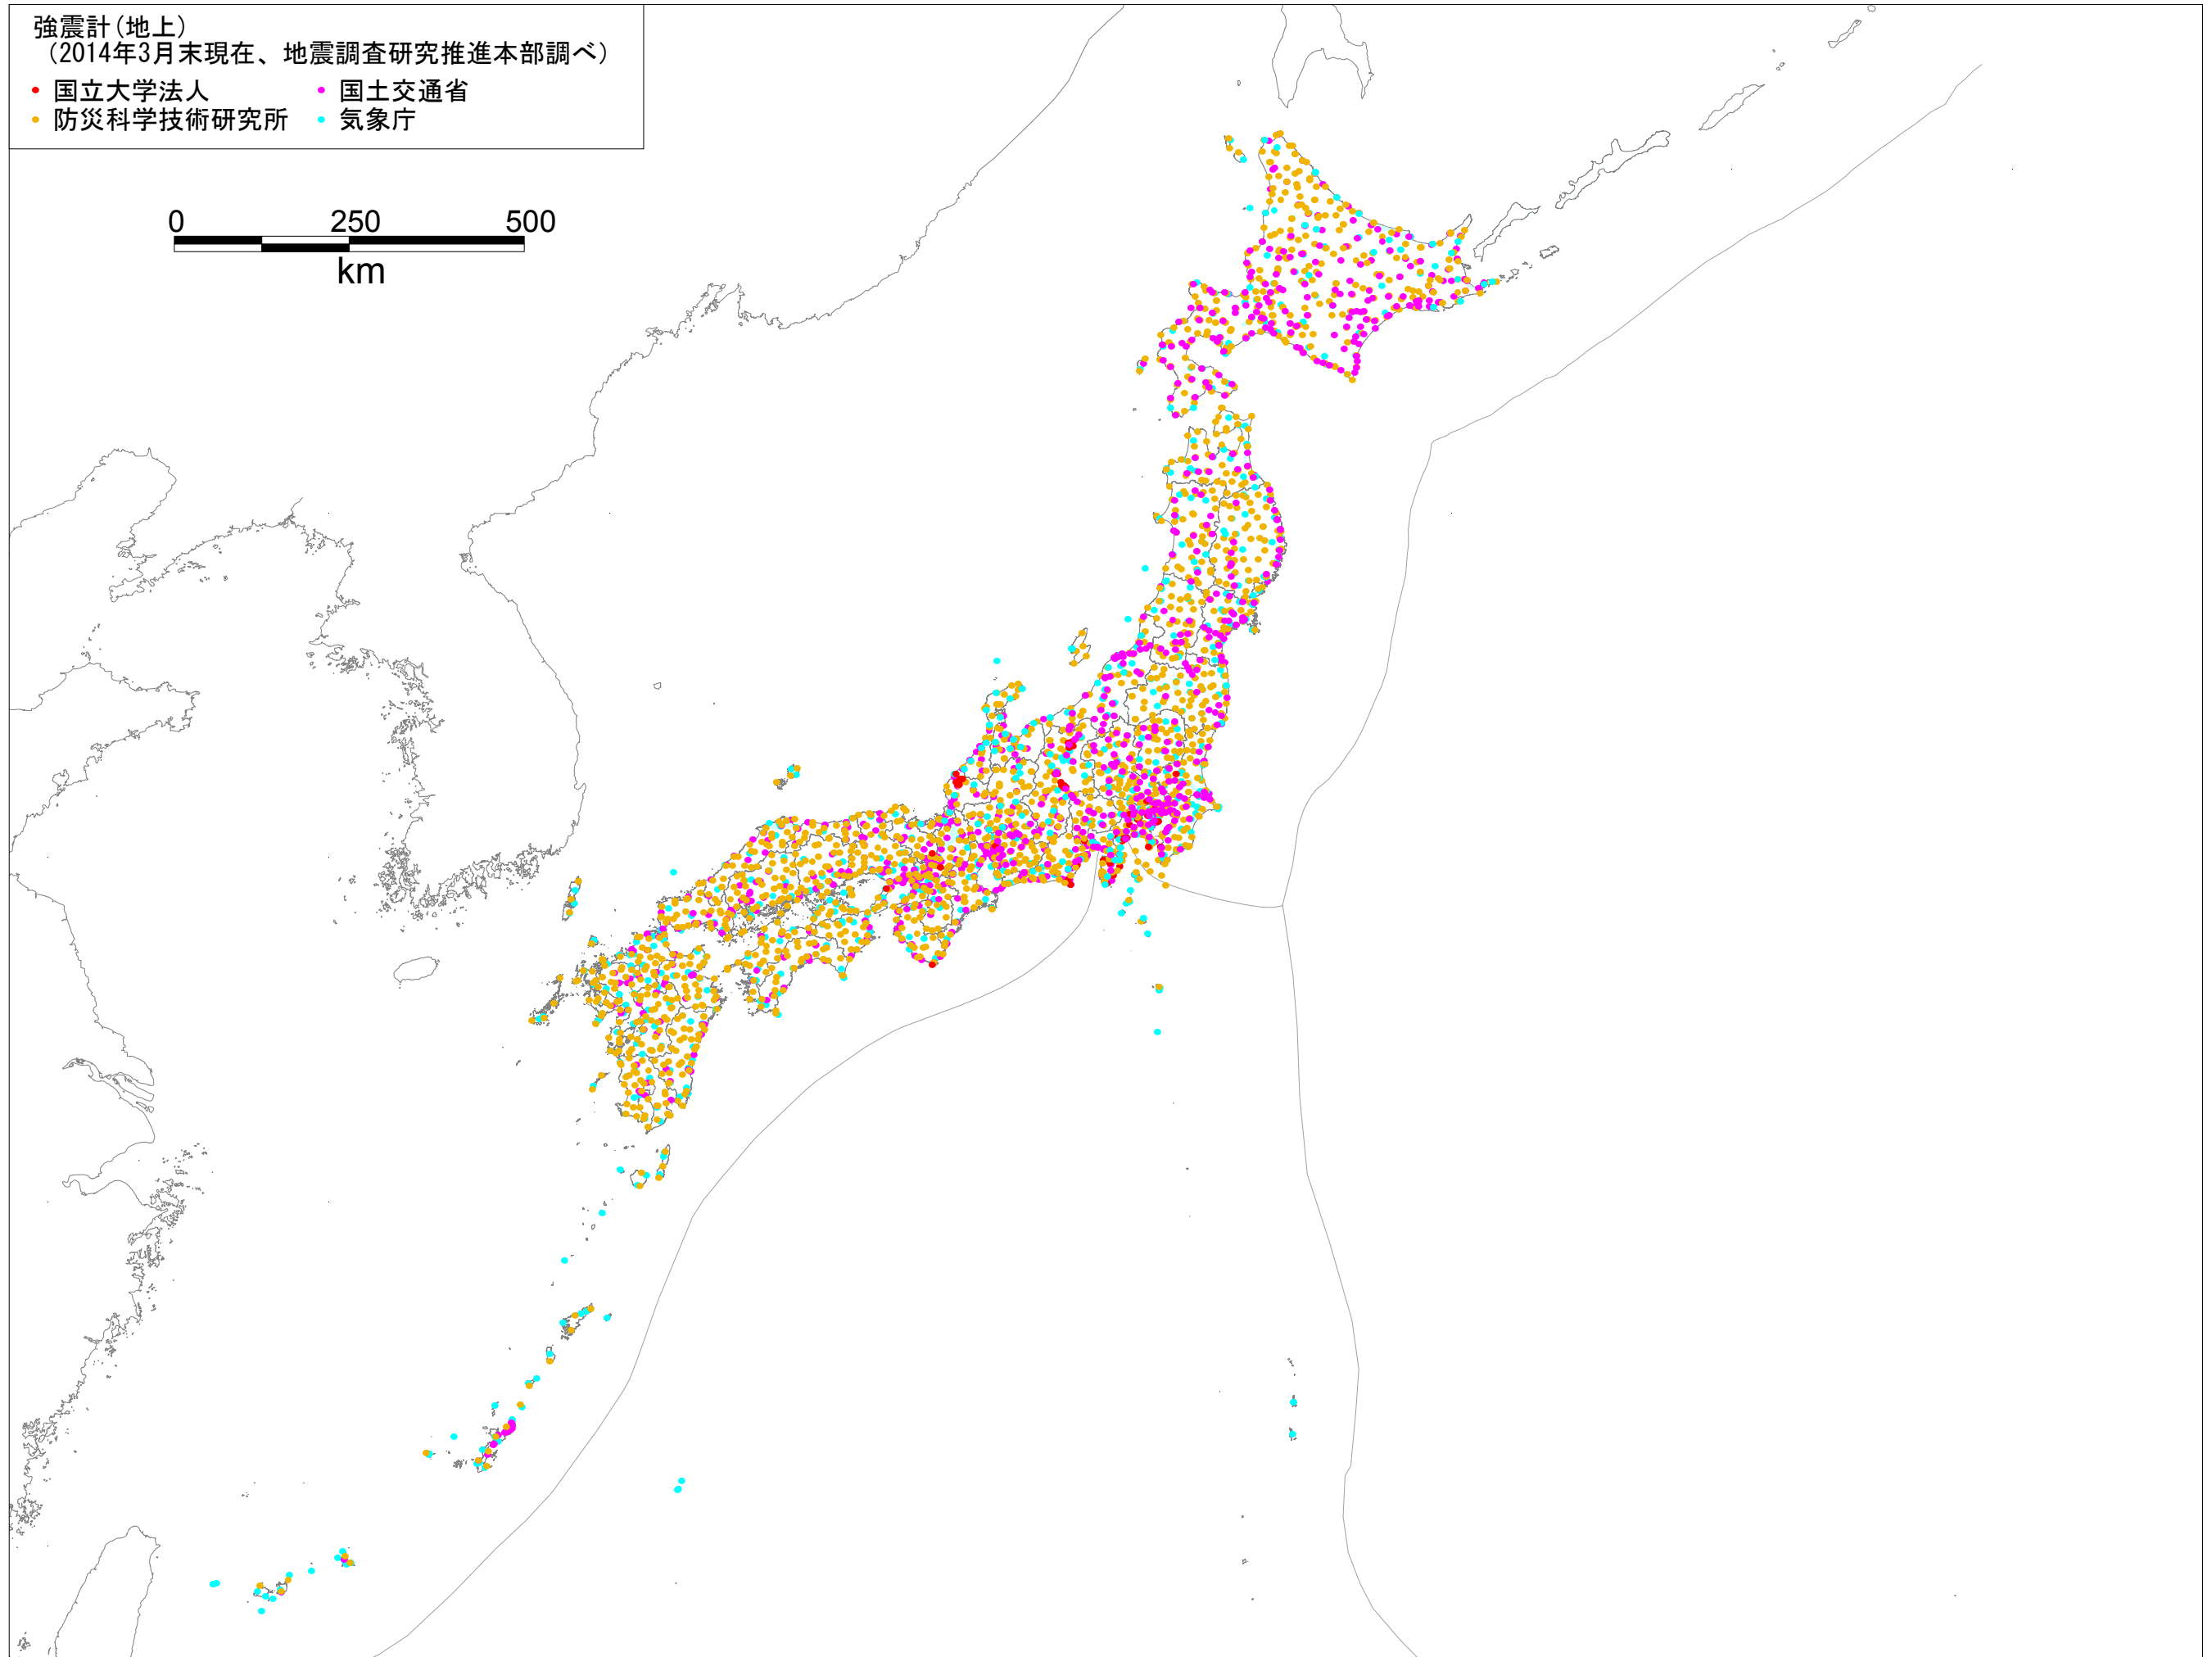 強震計(地上)
(2014年3月末現在、地震調査研究推進本部調べ)
国立大学法人 国土交通省
防災科学技術研究所 気象庁
0 250 500
km